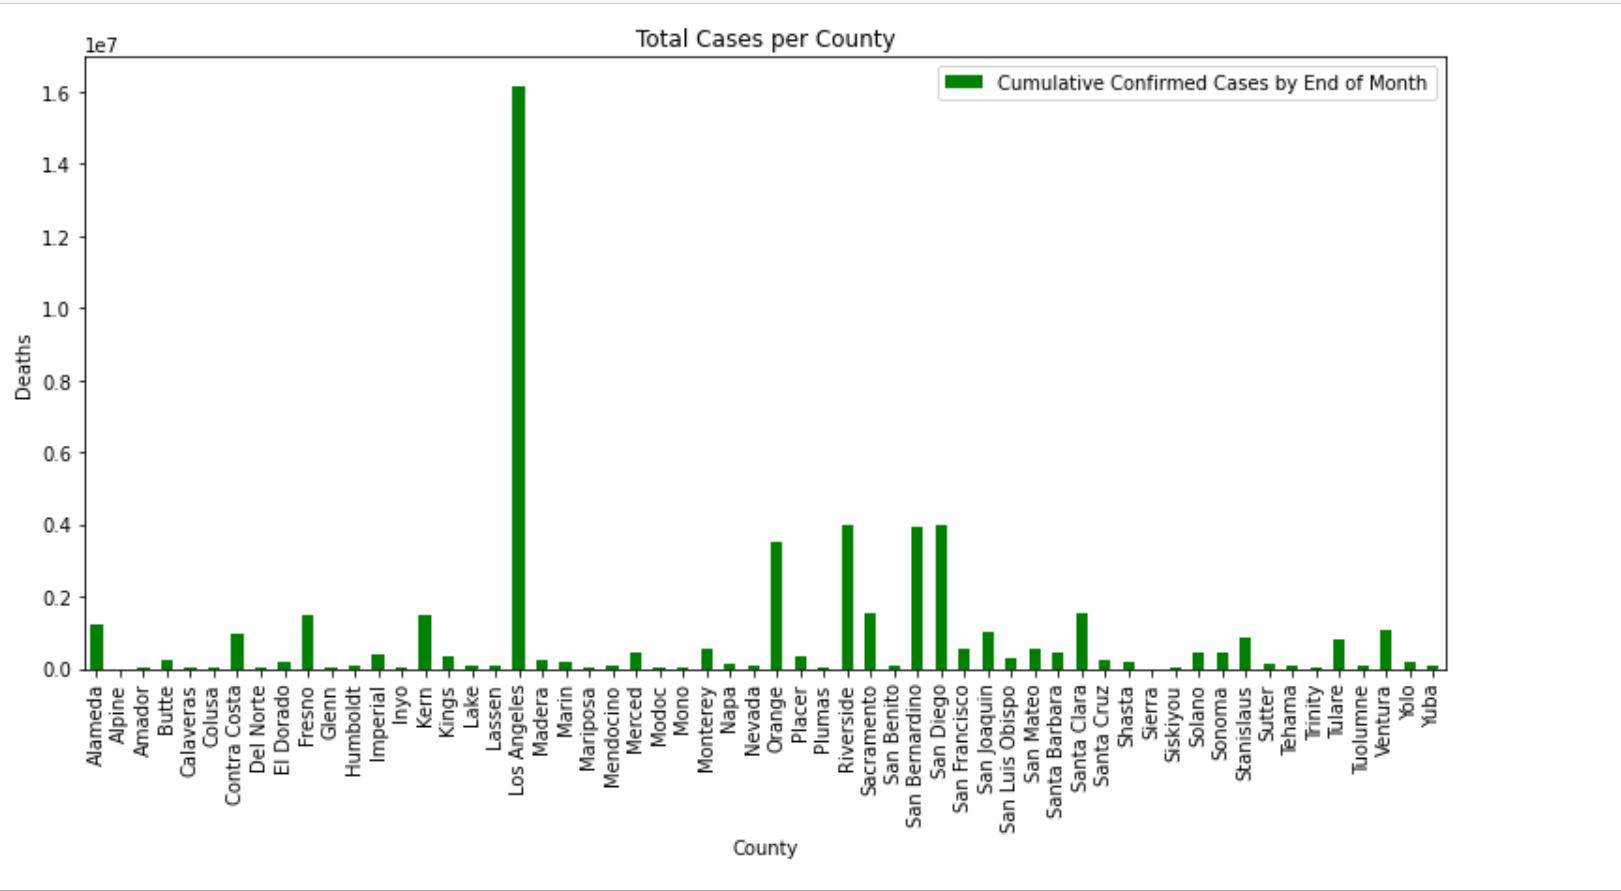 Total Cases per County
1e7
Cumulative Confirmed Cases by End of Month
1.6
1.4
1.2
1.0
0.8
0.6
0.4
0.2
0.0
Deaths
Alameda
Alpine
Amador
Butte
Calaveras
Colusa
Contra Costa
Del Norte
El Dorado
Fresno
Glenn
Humboldt
Imperial
Inyo
Kern
Kings
Lake
Lassen
Los Angeles
Madera
Marin
Mariposa
Mendocino
Merced
Modoc
Mono
Monterey
Napa
Nevada
Orange
Placer
Plumas
Riverside
Sacramento
San Benito
San Bernardino
San Diego
San Francisco
San Joaquin
San Luis Obispo
San Mateo
Santa Barbara
Santa Clara
Santa Cruz
Shasta
Sierra
Siskiyou
Solano
Sonoma
Stanislaus
Sutter
Tehama
Trinity
Tulare
Tuolumne
Ventura
Yolo
Yuba
County